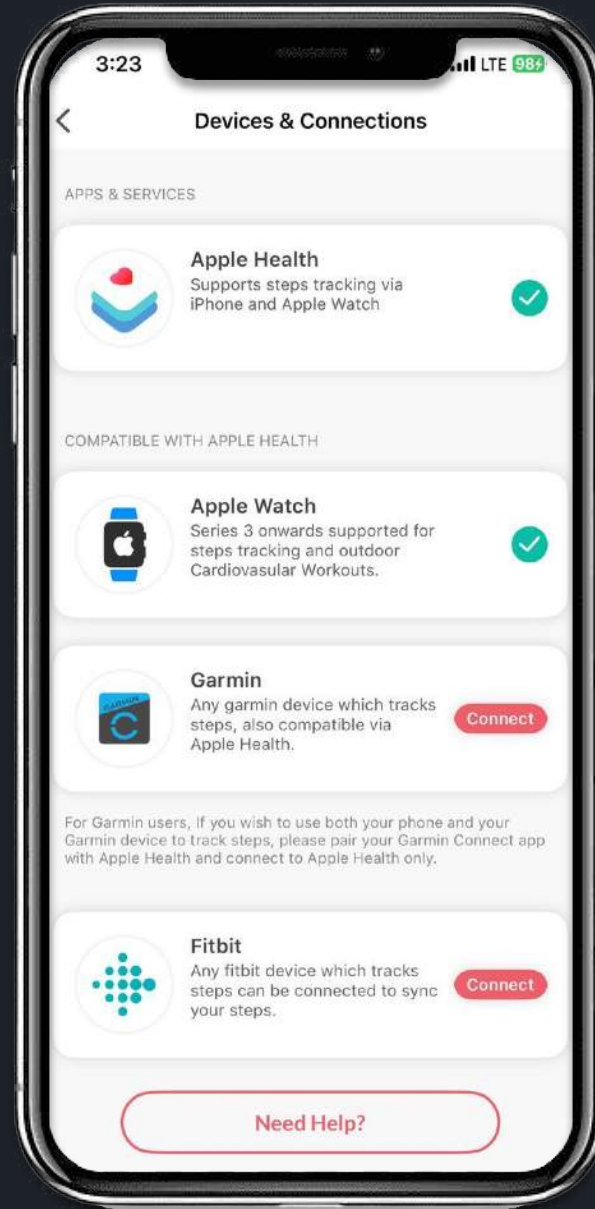 3:23
LTE 98
Devices & Connections
APPS & SERVICES
Apple Health
Supports steps tracking via
iPhone and Apple Watch
COMPATIBLE WITH APPLE HEALTH
Apple Watch
Series 3 onwards supported for
steps tracking and outdoor
Cardiovasular Workouts.
GARMIN
Garmin
Any garmin device which tracks
steps, also compatible via
Apple Health.
Connect
For Garmin users, If you wish to use both your phone and your
Garmin device to track steps, please pair your Garmin Connect app
with Apple Health and connect to Apple Health only.
Fitbit
Any fitbit device which tracks
steps can be connected to sync
your steps.
Connect
Need Help?